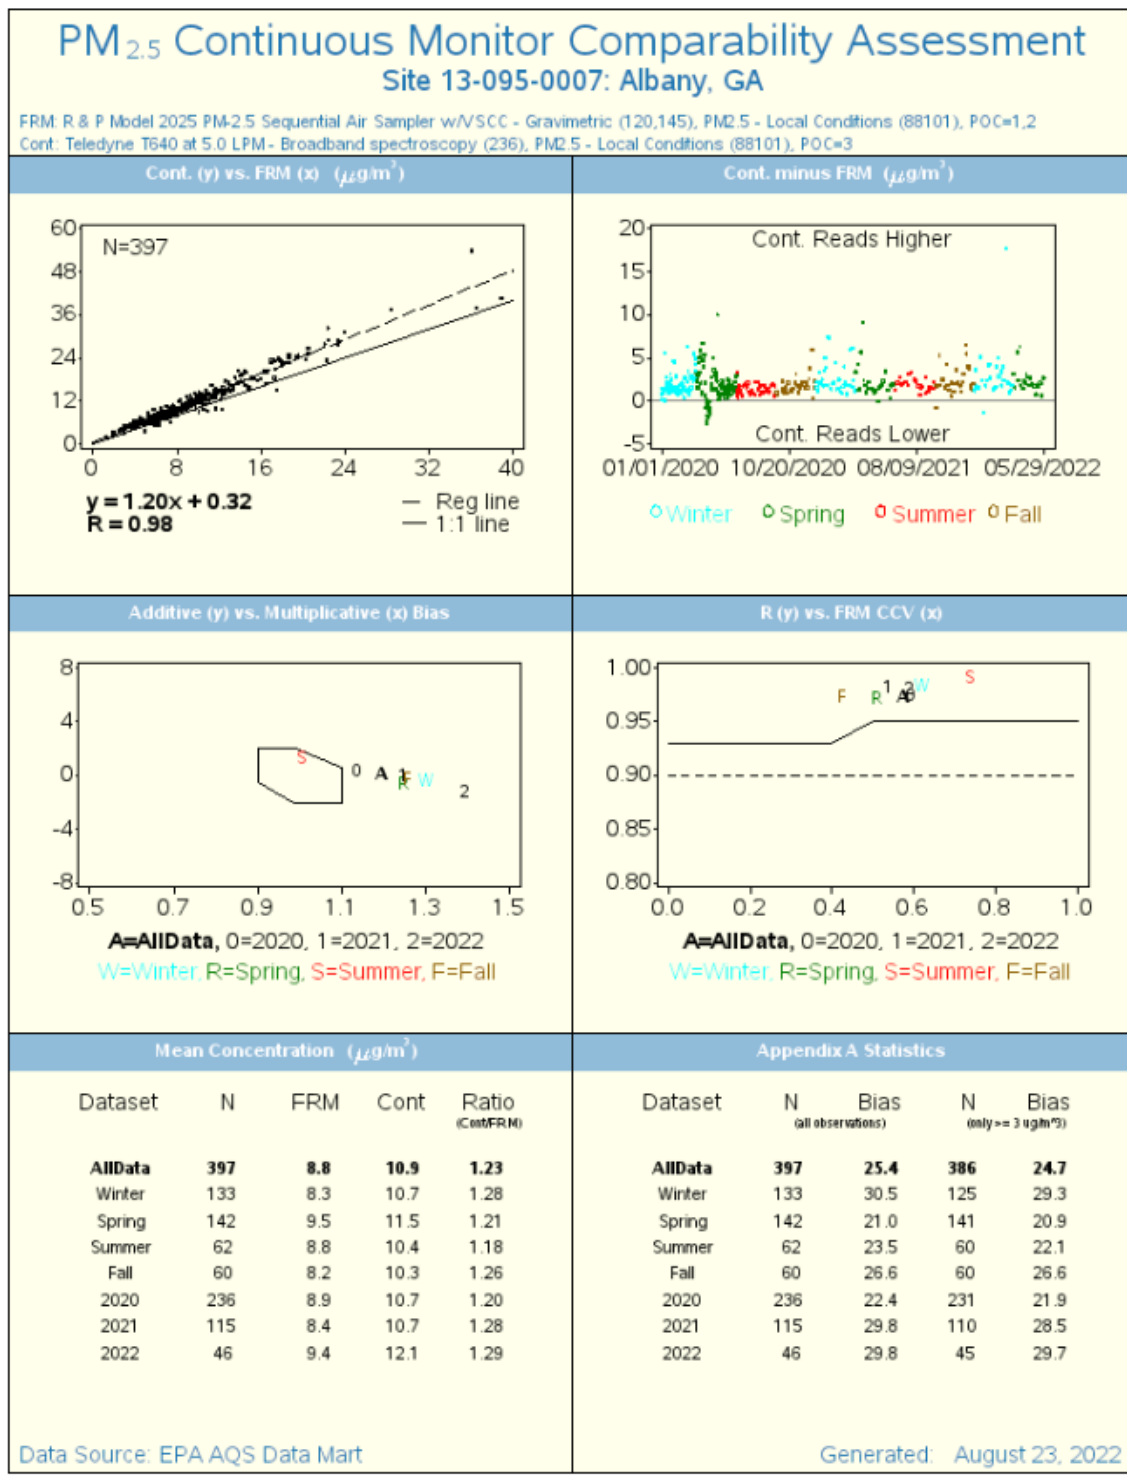 PM2.5 Continuous Monitor Comparability Assessment
Site 13-095-0007: Albany, GA
FRM: R & P Model 2025 PM-2.5 Sequential Air Sampler w/VSCC - Gravimetric (120,145), PM2.5 - Local Conditions (88101), POC=1,2
Cont: Teledyne T640 at 5.0 LPM - Broadband spectroscopy (236), PM2.5 - Local Conditions (88101), POC=3
Cont. (y) vs. FRM (x) (μg/m³)
60
48
36
24
12
0
N=397
0 8 16 24 32 40
y = 1.20x + 0.32
R = 0.98
— Reg line
— 1:1 line
Cont. minus FRM (μg/m³)
20
15
10
5
0
-5
Cont. Reads Higher
Cont. Reads Lower
01/01/2020 10/20/2020 08/09/2021 05/29/2022
Winter Spring Summer Fall
Additive (y) vs. Multiplicative (x) Bias
8
4
0
-4
-8
S 0 A 1 F R W 2
0.5 0.7 0.9 1.1 1.3 1.5
A=AllData, 0=2020, 1=2021, 2=2022
W=Winter, R=Spring, S=Summer, F=Fall
R (y) vs. FRM CCV (x)
1.00
0.95
0.90
0.85
0.80
F R 1 A 2 0 W S
0.0 0.2 0.4 0.6 0.8 1.0
A=AllData, 0=2020, 1=2021, 2=2022
W=Winter, R=Spring, S=Summer, F=Fall
Mean Concentration (μg/m³)
Dataset N FRM Cont Ratio
(Cont/FRM)
AllData 397 8.8 10.9 1.23
Winter 133 8.3 10.7 1.28
Spring 142 9.5 11.5 1.21
Summer 62 8.8 10.4 1.18
Fall 60 8.2 10.3 1.26
2020 236 8.9 10.7 1.20
2021 115 8.4 10.7 1.28
2022 46 9.4 12.1 1.29
Appendix A Statistics
Dataset N Bias N Bias
(all observations) (only >= 3 ug/m^3)
AllData 397 25.4 386 24.7
Winter 133 30.5 125 29.3
Spring 142 21.0 141 20.9
Summer 62 23.5 60 22.1
Fall 60 26.6 60 26.6
2020 236 22.4 231 21.9
2021 115 29.8 110 28.5
2022 46 29.8 45 29.7
Data Source: EPA AQS Data Mart
Generated: August 23, 2022